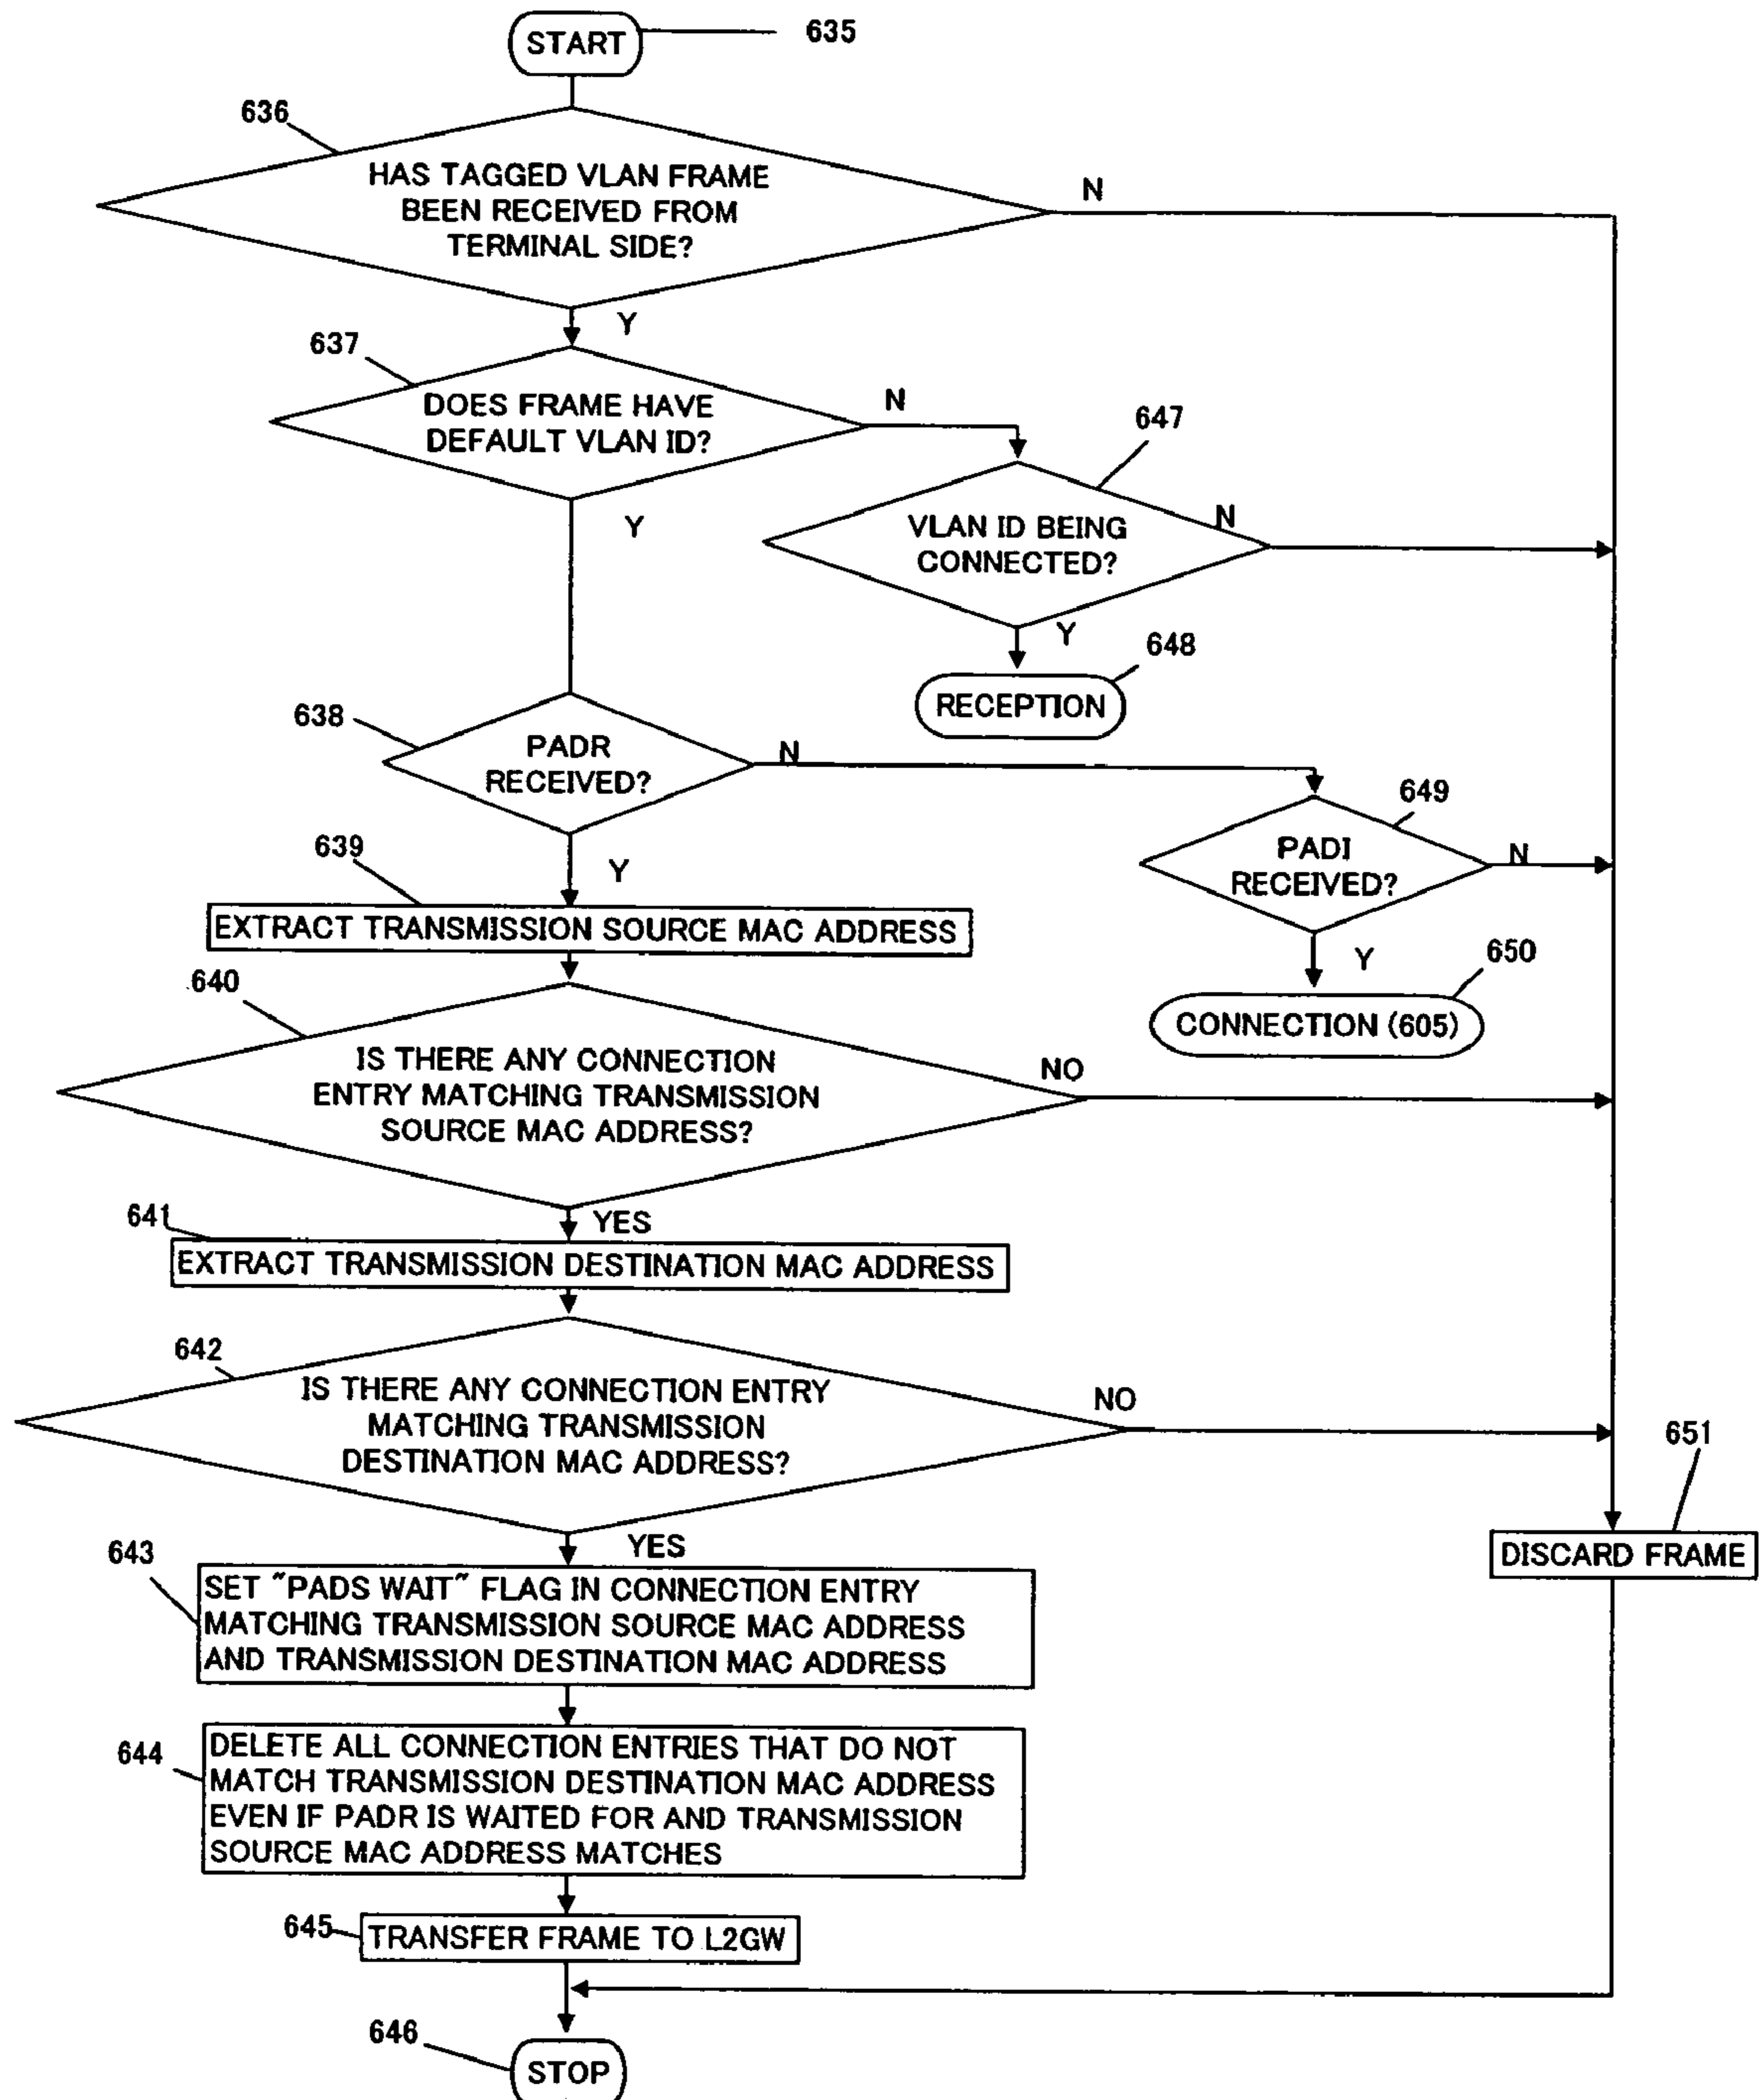 START
635
636
HAS TAGGED VLAN FRAME
BEEN RECEIVED FROM
TERMINAL SIDE?
N
Y
637
DOES FRAME HAVE
DEFAULT VLAN ID?
N
647
Y
VLAN ID BEING
CONNECTED?
N
Y
648
RECEPTION
638
PADR
RECEIVED?
N
649
PADI
RECEIVED?
N
639
Y
EXTRACT TRANSMISSION SOURCE MAC ADDRESS
Y
650
CONNECTION (605)
640
IS THERE ANY CONNECTION
ENTRY MATCHING TRANSMISSION
SOURCE MAC ADDRESS?
NO
641
YES
EXTRACT TRANSMISSION DESTINATION MAC ADDRESS
642
IS THERE ANY CONNECTION ENTRY
MATCHING TRANSMISSION
DESTINATION MAC ADDRESS?
NO
651
DISCARD FRAME
YES
643
SET "PADS WAIT" FLAG IN CONNECTION ENTRY
MATCHING TRANSMISSION SOURCE MAC ADDRESS
AND TRANSMISSION DESTINATION MAC ADDRESS
644
DELETE ALL CONNECTION ENTRIES THAT DO NOT
MATCH TRANSMISSION DESTINATION MAC ADDRESS
EVEN IF PADR IS WAITED FOR AND TRANSMISSION
SOURCE MAC ADDRESS MATCHES
645
TRANSFER FRAME TO L2GW
646
STOP